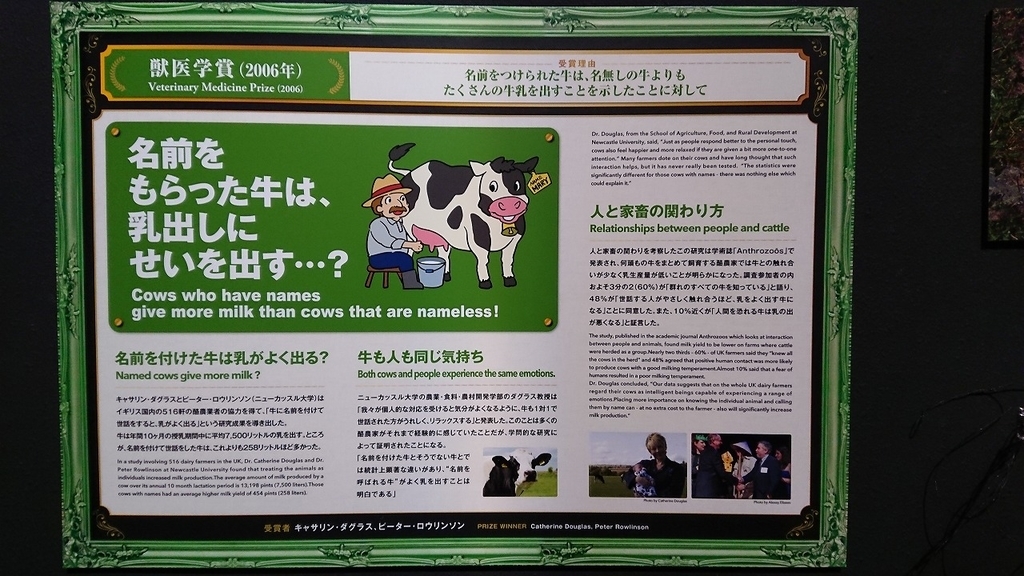 獣医学賞(2006年)
Veterinary Medicine Prize (2006)
受賞理由
名前をつけられた牛は、名無しの牛よりも
たくさんの牛乳を出すことを示したことに対して
名前を
もらった牛は、
乳出しに
せいを出す…?
Cows who have names
give more milk than cows that are nameless!
MARY
名前を付けた牛は乳がよく出る?
Named cows give more milk ?
キャサリン・ダグラスとピーター・ロウリンソン(ニューカッスル大学)は
イギリス国内の516軒の酪農業者の協力を得て、「牛に名前を付けて
世話をすると、乳がよく出る」という研究成果を導き出した。
牛は年間10ヶ月の授乳期間中に平均7,500リットルの乳を出す。ところ
が、名前を付けて世話をした牛は、これよりも258リットルほど多かった。
In a study involving 516 dairy farmers in the UK, Dr. Catherine Douglas and Dr.
Peter Rowlinson at Newcastle University found that treating the animals as
individuals increased milk production.The average amount of milk produced by a
cow over its annual 10 month lactation period is 13,198 pints (7,500 liters).Those
cows with names had an average higher milk yield of 454 pints (258 liters).
牛も人も同じ気持ち
Both cows and people experience the same emotions.
ニューカッスル大学の農業・食料・農村開発学部のダグラス教授は
「我々が個人的な対応を受けると気分がよくなるように、牛も1対1で
世話された方がうれしく、リラックスする」と発表した。このことは多くの
酪農家がそれまで経験的に感じていたことだが、学問的な研究に
よって証明されたことになる。
「名前を付けた牛とそうでない牛とで
は統計上顕著な違いがあり、“名前を
呼ばれる牛”がよく乳を出すことは
明白である」
Dr. Douglas, from the School of Agriculture, Food, and Rural Development at
Newcastle University, said, "Just as people respond better to the personal touch,
cows also feel happier and more relaxed if they are given a bit more one-to-one
attention." Many farmers dote on their cows and have long thought that such
interaction helps, but it has never really been tested. "The statistics were
significantly different for those cows with names - there was nothing else which
could explain it."
人と家畜の関わり方
Relationships between people and cattle
人と家畜の関わりを考察したこの研究は学術誌「Anthrozoös」で
発表され、何頭もの牛をまとめて飼育する酪農家では牛との触れ合
いが少なく乳生産量が低いことが明らかになった。調査参加者の内
およそ3分の2(60%)が「群れのすべての牛を知っている」と語り、
48%が「世話する人がやさしく触れ合うほど、乳をよく出す牛に
なる」ことに同意した。また、10%近くが「人間を恐れる牛は乳の出
が悪くなる」と証言した。
The study, published in the academic journal Anthrozoos which looks at interaction
between people and animals, found milk yield to be lower on farms where cattle
were herded as a group.Nearly two thirds - 60% - of UK farmers said they "knew all
the cows in the herd" and 48% agreed that positive human contact was more likely
to produce cows with a good milking temperament.Almost 10% said that a fear of
humans resulted in a poor milking temperament.
Dr. Douglas concluded, "Our data suggests that on the whole UK dairy farmers
regard their cows as intelligent beings capable of experiencing a range of
emotions.Placing more importance on knowing the individual animal and calling
them by name can - at no extra cost to the farmer - also will significantly increase
milk production."
Photo by Catherine Douglas
受賞者 キャサリン・ダグラス、ピーター・ロウリンソン PRIZE WINNER Catherine Douglas, Peter Rowlinson